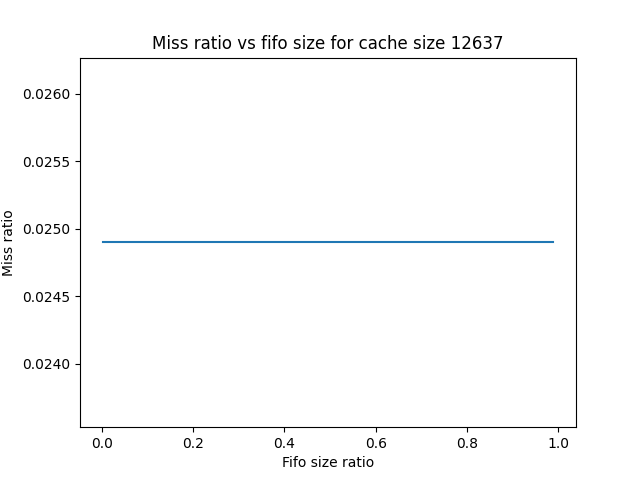 Miss ratio vs fifo size for cache size 12637
0.0260
0.0255
0.0250
0.0245
0.0240
Miss ratio
0.0 0.2 0.4 0.6 0.8 1.0
Fifo size ratio